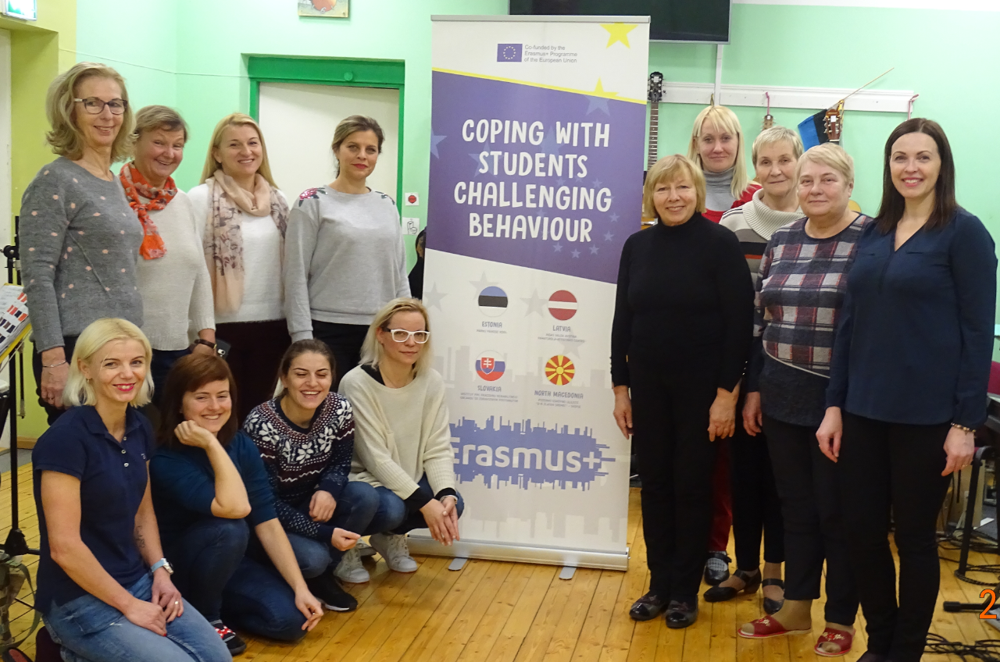 Co-funded by the
Erasmus+ Programme
of the European Union
COPING WITH
STUDENTS
CHALLENGING
BEHAVIOUR
ESTONIA
LATVIA
SLOVAKIA
NORTH MACEDONIA
Erasmus+
2